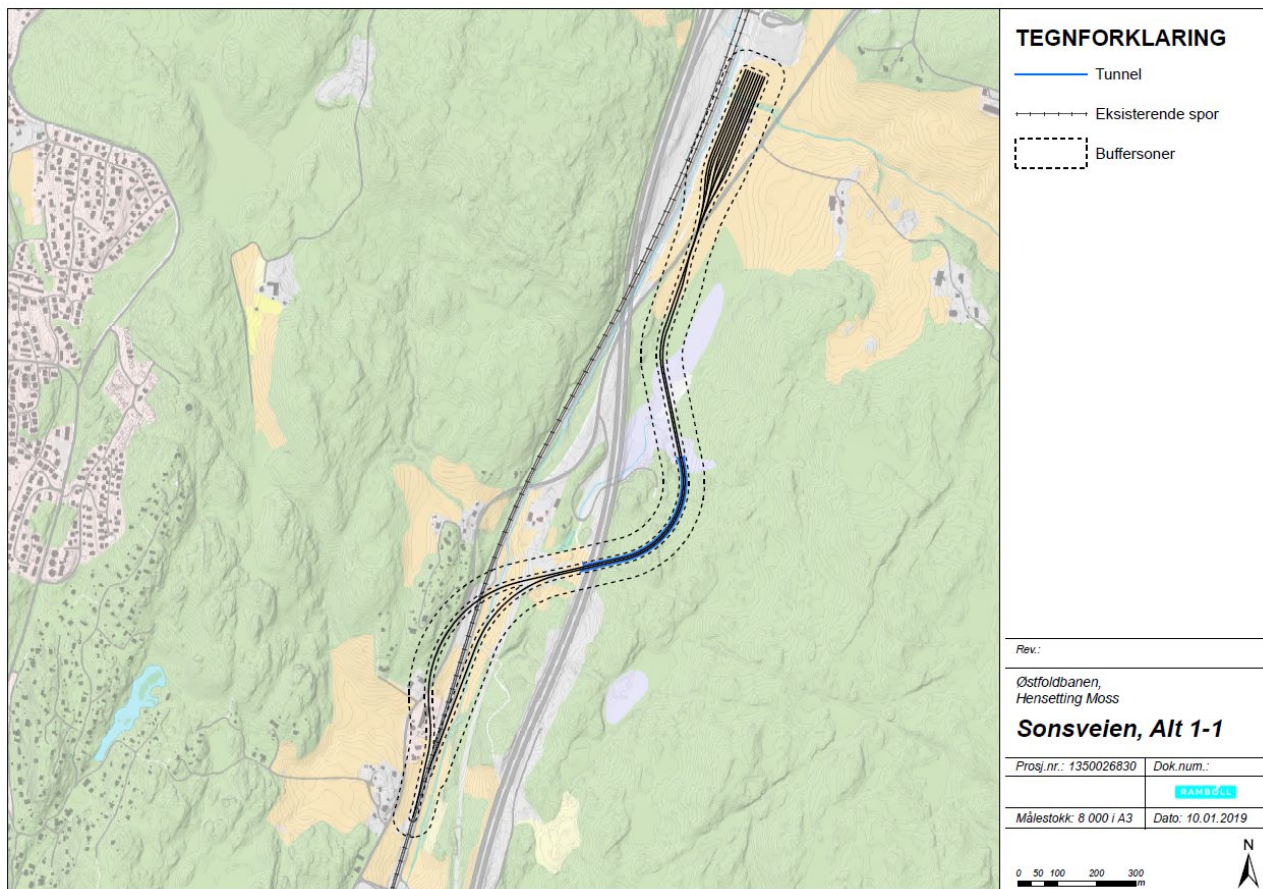 TEGNFORKLARING
Tunnel
Eksisterende spor
Buffersoner
Rev.:
Østfoldbanen,
Hensetting Moss
Sonsveien, Alt 1-1
Prosj.nr.: 1350026830 Dok.num.:
RAMBOLL
Målestokk: 8 000 i A3 Dato: 10.01.2019
N
0 50 100 200 300
m